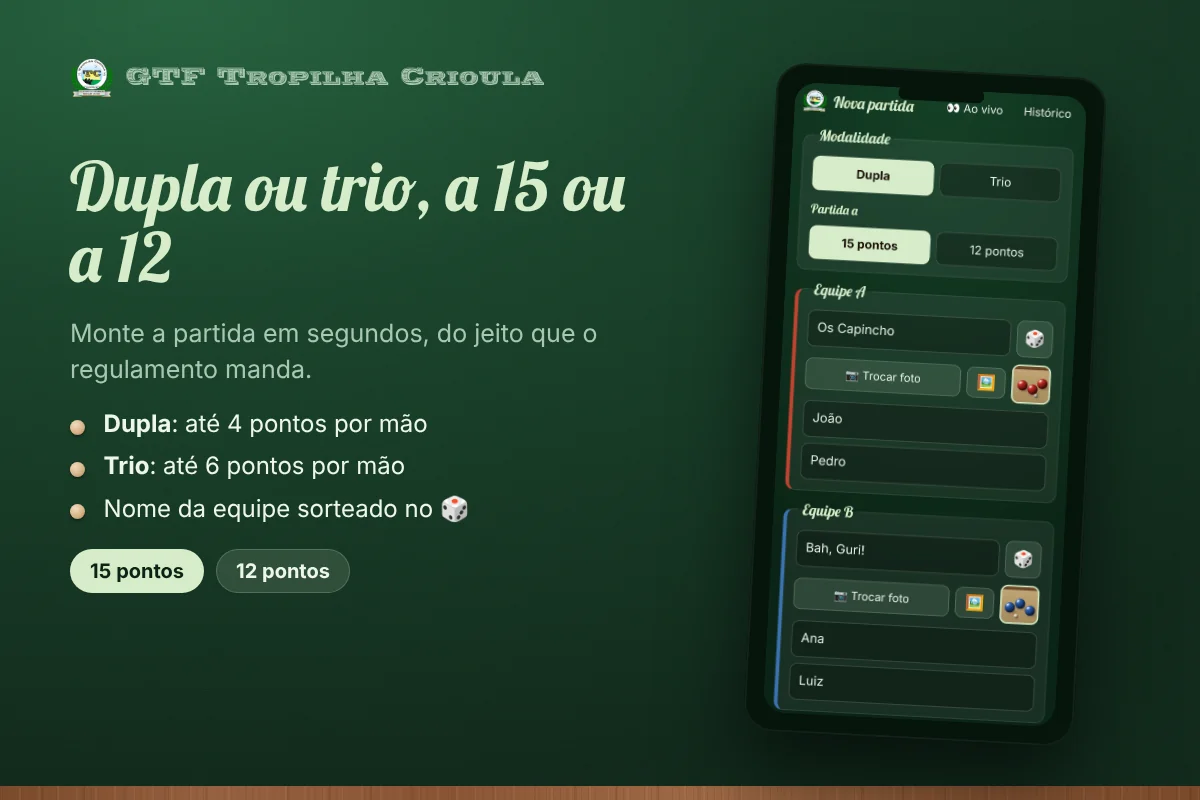 GTF Tropilha Crioula
Dupla ou trio, a 15 ou
a 12
Monte a partida em segundos, do jeito que o
regulamento manda.
Dupla: até 4 pontos por mão
Trio: até 6 pontos por mão
Nome da equipe sorteado no 🎲
15 pontos
12 pontos
Nova partida
👀 Ao vivo
Histórico
Modalidade
Dupla
Trio
Partida a
15 pontos
12 pontos
Equipe A
Os Capincho
📷 Trocar foto
João
Pedro
Equipe B
Bah, Guri!
📷 Trocar foto
Ana
Luiz